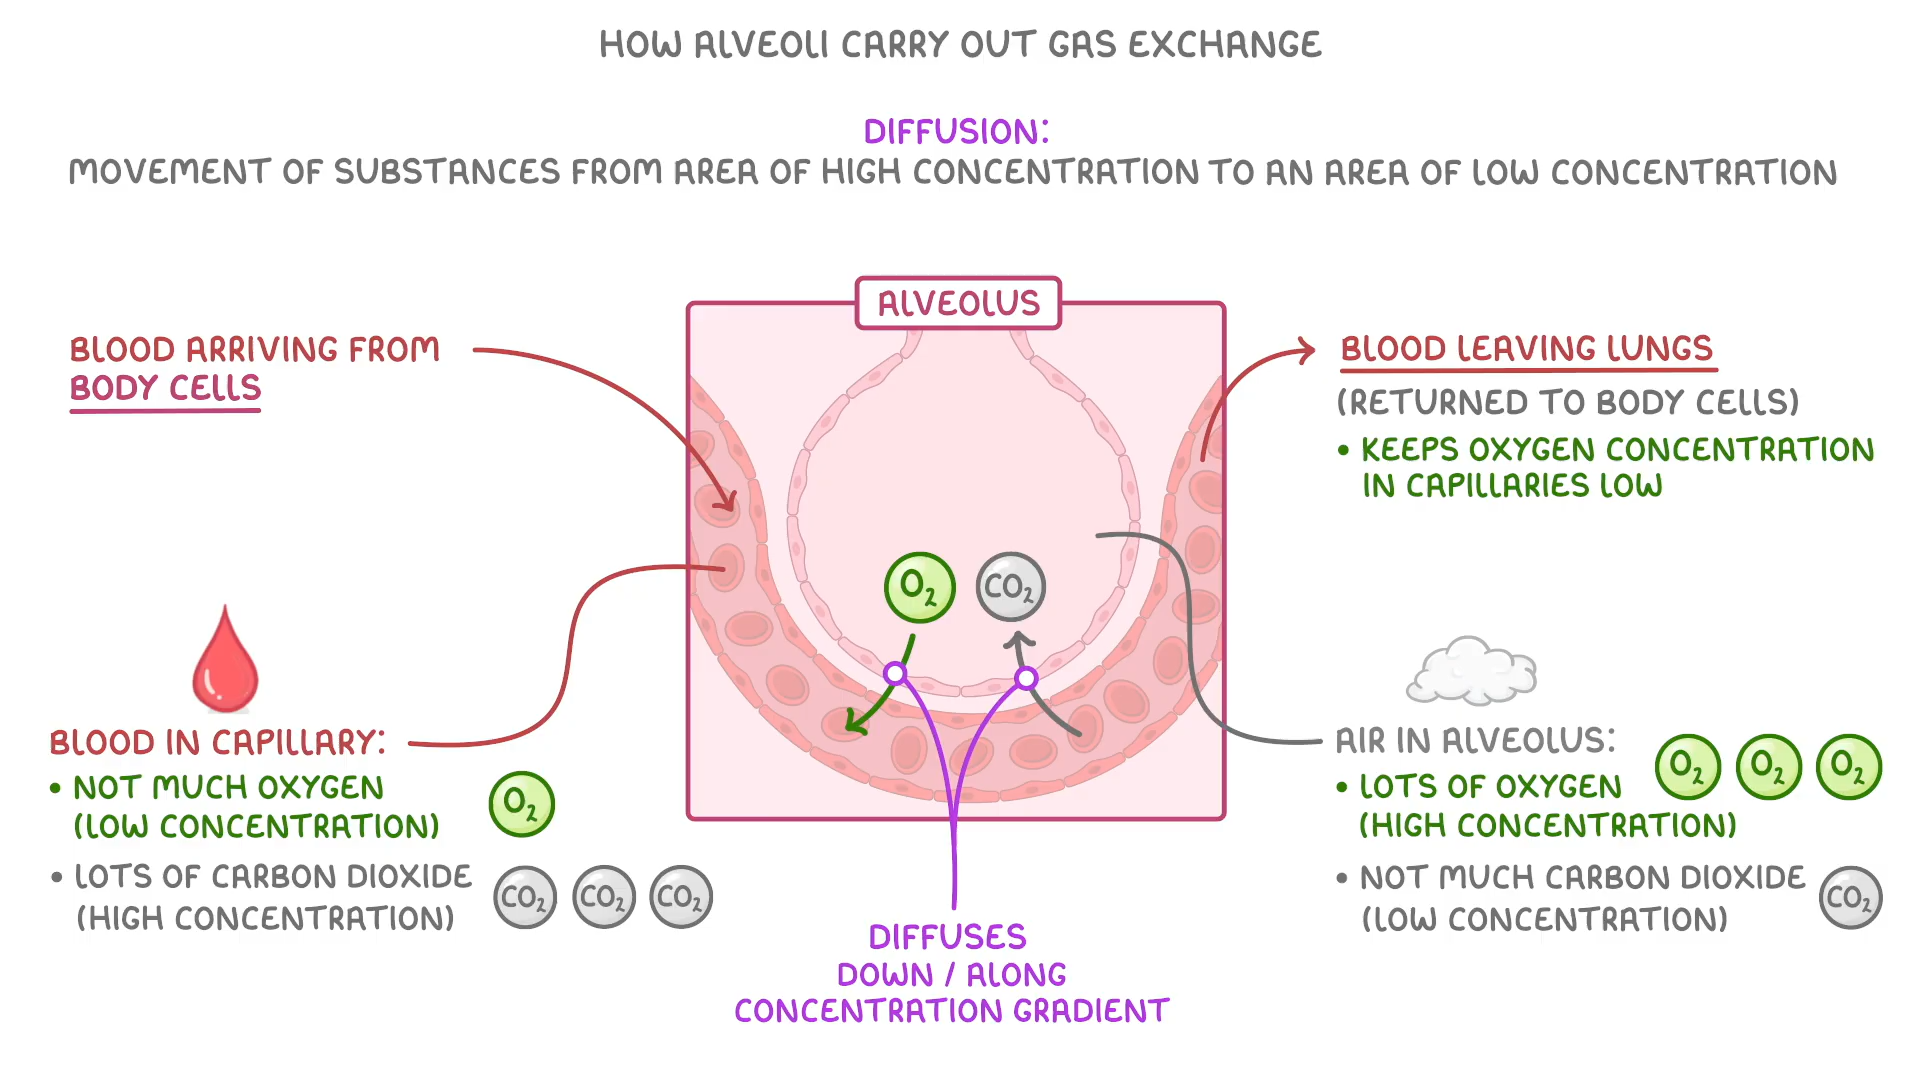 HOW ALVEOLI CARRY OUT GAS EXCHANGE
DIFFUSION:
MOVEMENT OF SUBSTANCES FROM AREA OF HIGH CONCENTRATION TO AN AREA OF LOW CONCENTRATION
ALVEOLUS
BLOOD ARRIVING FROM
BODY CELLS
BLOOD LEAVING LUNGS
(RETURNED TO BODY CELLS)
• KEEPS OXYGEN CONCENTRATION
IN CAPILLARIES LOW
O₂ CO₂
BLOOD IN CAPILLARY:
• NOT MUCH OXYGEN
(LOW CONCENTRATION)
O₂
• LOTS OF CARBON DIOXIDE
(HIGH CONCENTRATION)
CO₂ CO₂ CO₂
AIR IN ALVEOLUS:
• LOTS OF OXYGEN
(HIGH CONCENTRATION)
O₂ O₂ O₂
• NOT MUCH CARBON DIOXIDE
(LOW CONCENTRATION)
CO₂
DIFFUSES
DOWN / ALONG
CONCENTRATION GRADIENT